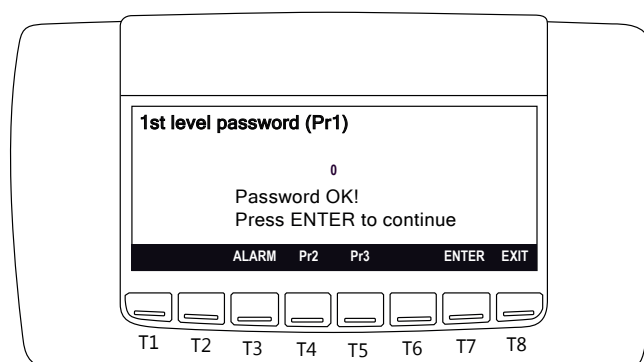 1st level password (Pr1)
0
Password OK!
Press ENTER to continue
ALARM Pr2 Pr3 ENTER EXIT
T1 T2 T3 T4 T5 T6 T7 T8